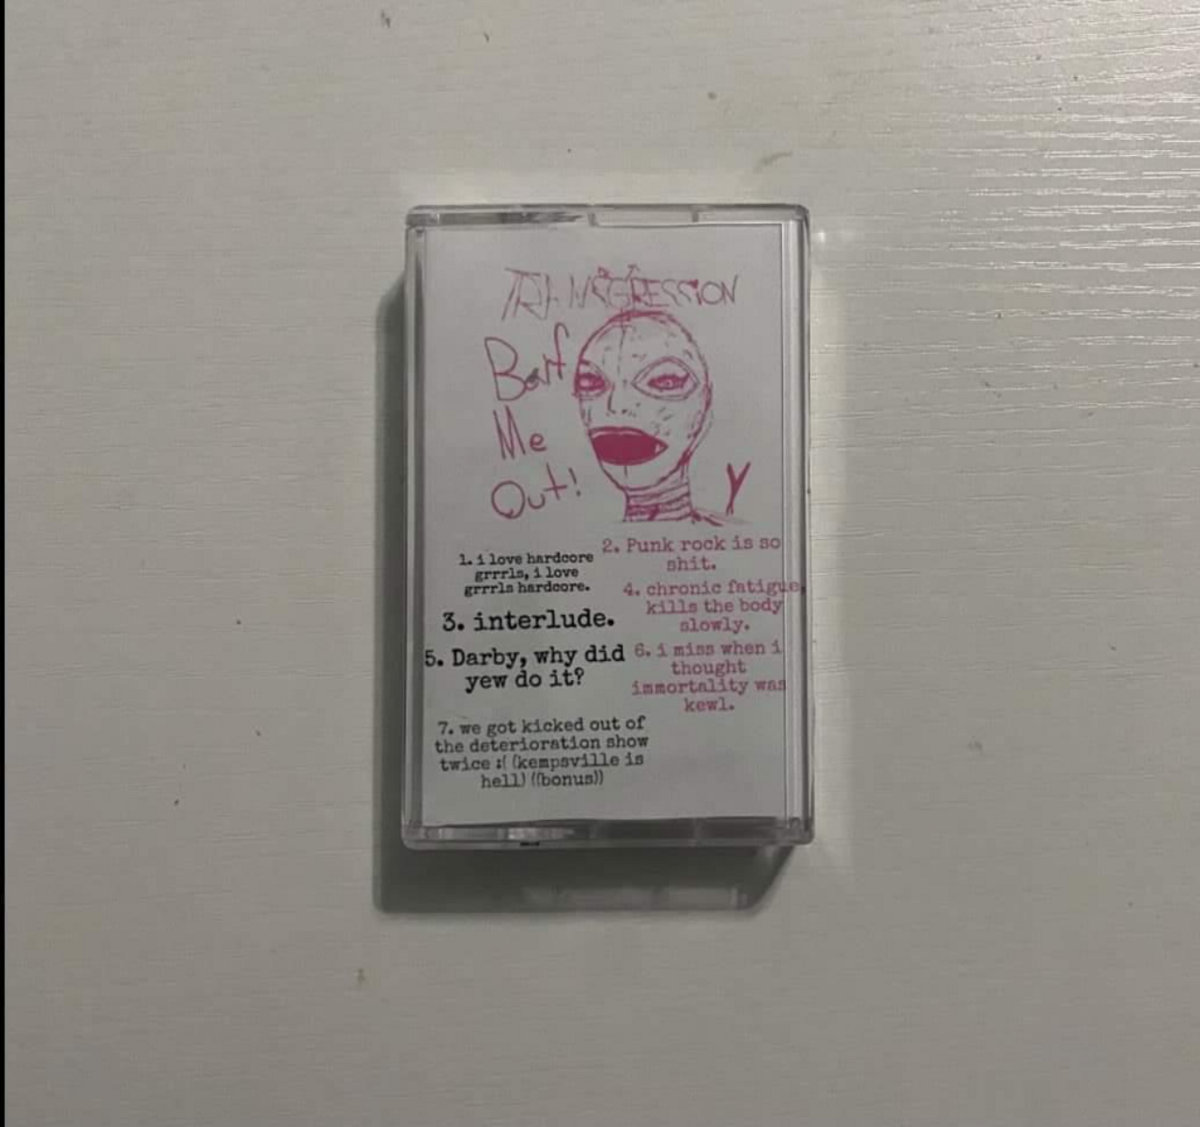 TRANSGRESSION
Barf
Me
Out!
Y
1. i love hardcore
grrrls, i love
grrrls hardcore.
2. Punk rock is so
shit.
3. interlude.
4. chronic fatigue,
kills the body
slowly.
5. Darby, why did
yew do it?
6. i miss when i
thought
immortality was
kewl.
7. we got kicked out of
the deterioration show
twice :( (kempsville is
hell) ((bonus))